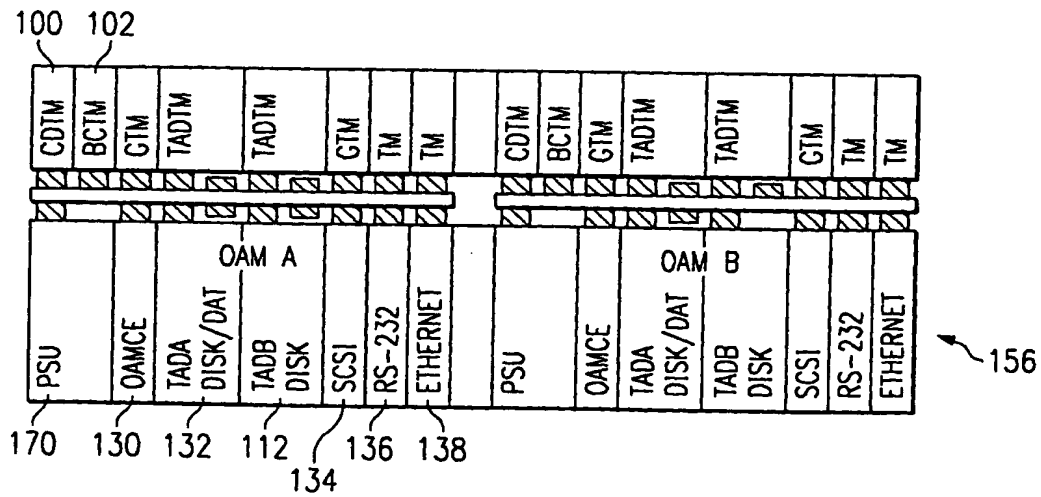 100 102
CDTM BCTM GTM TADTM TADTM GTM TM TM CDTM BCTM GTM TADTM TADTM GTM TM TM
OAM A OAM B
PSU OAMCE TADA DISK/DAT TADB DISK SCSI RS-232 ETHERNET PSU OAMCE TADA DISK/DAT TADB DISK SCSI RS-232 ETHERNET
156
170 130 132 112 134 136 138